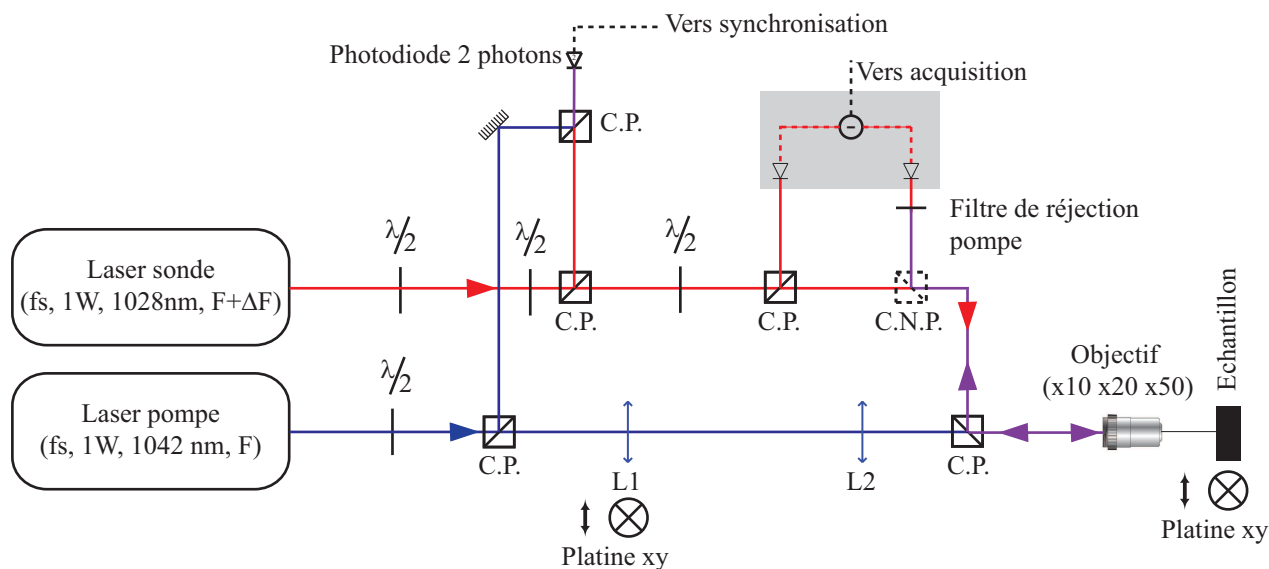 Vers synchronisation
Photodiode 2 photons
Vers acquisition
C.P.
Filtre de réjection
pompe
λ/2
λ/2
λ/2
Laser sonde
(fs, 1W, 1028nm, F+ΔF)
C.P.
C.P.
C.N.P.
Objectif
(x10 x20 x50)
Echantillon
λ/2
Laser pompe
(fs, 1W, 1042 nm, F)
C.P.
L1
L2
C.P.
Platine xy
Platine xy